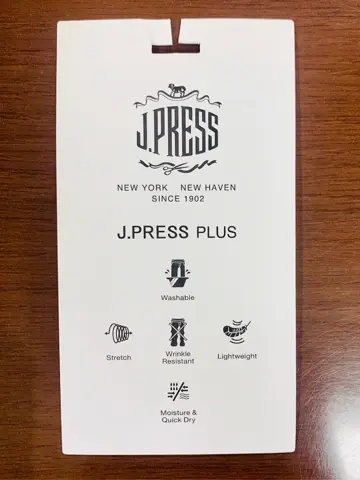 J.PRESS
NEW YORK NEW HAVEN
SINCE 1902
J.PRESS PLUS
Washable
Stretch
Wrinkle
Resistant
Lightweight
Moisture &
Quick Dry